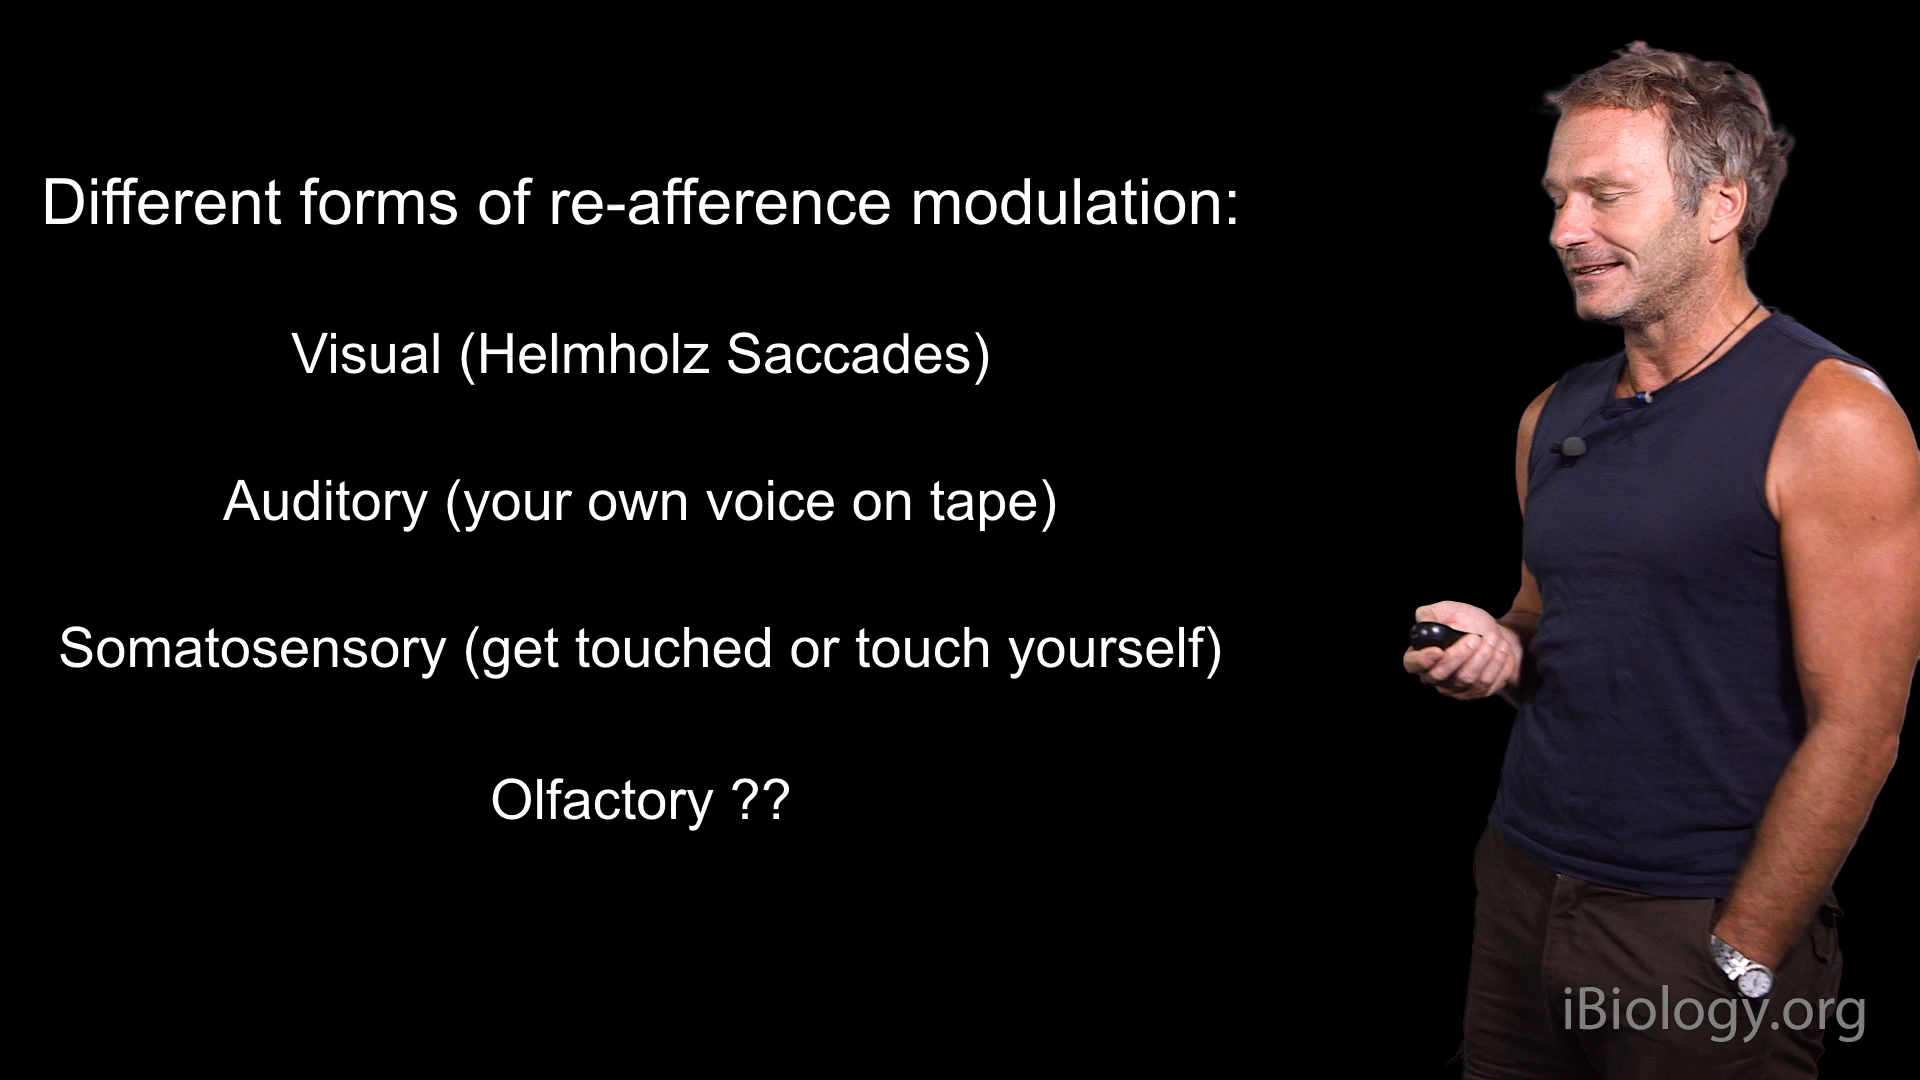 Different forms of re-afference modulation:
Visual (Helmholz Saccades)
Auditory (your own voice on tape)
Somatosensory (get touched or touch yourself)
Olfactory ??
iBiology.org